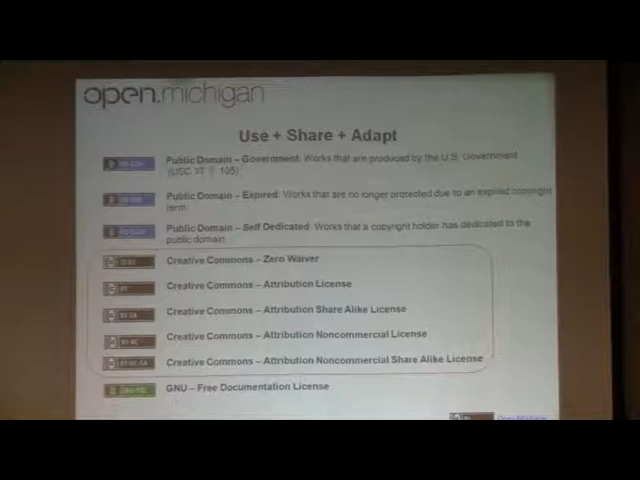 open.michigan
Use + Share + Adapt
Public Domain – Government: Works that are produced by the U.S. Government
(USC 17 § 105)
Public Domain – Expired: Works that are no longer protected due to an expired copyright
term.
Public Domain – Self Dedicated: Works that a copyright holder has dedicated to the
public domain.
Creative Commons – Zero Waiver
Creative Commons – Attribution License
Creative Commons – Attribution Share Alike License
Creative Commons – Attribution Noncommercial License
Creative Commons – Attribution Noncommercial Share Alike License
GNU – Free Documentation License